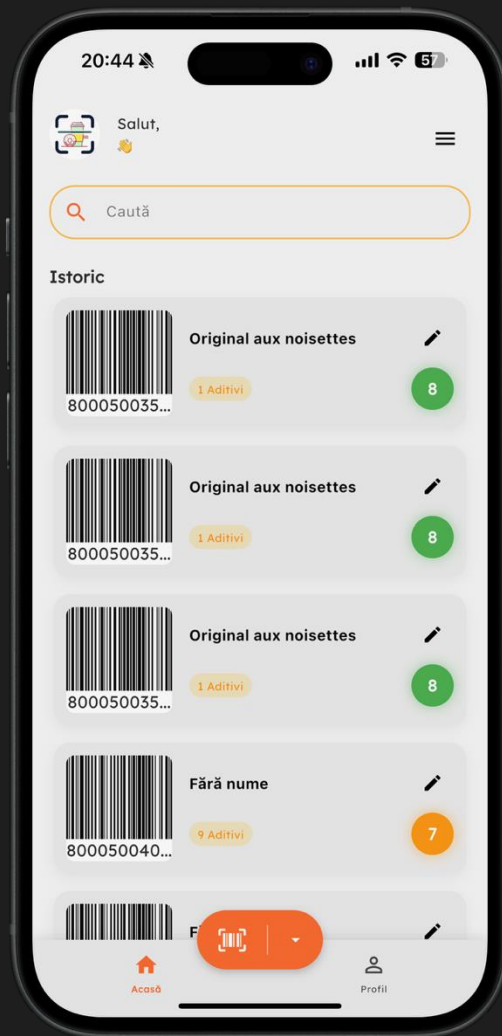 20:44
57
Salut,
Caută
Istoric
Original aux noisettes
1 Aditivi
8
800050035...
Original aux noisettes
1 Aditivi
8
800050035...
Original aux noisettes
1 Aditivi
8
800050035...
Fără nume
9 Aditivi
7
800050040...
Acasă
Profil